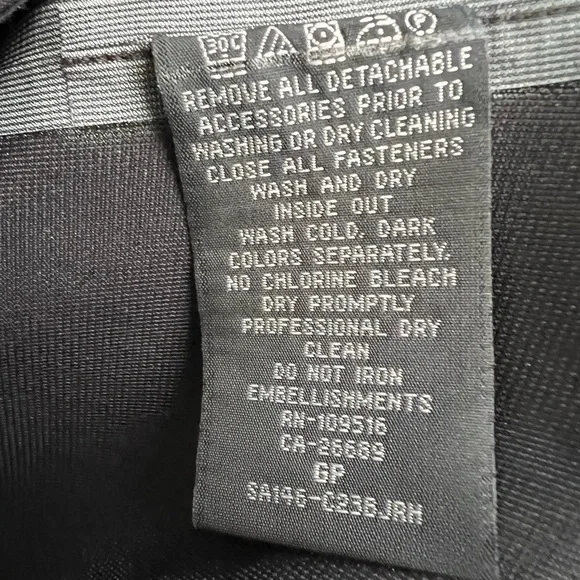 30C P
REMOVE ALL DETACHABLE
ACCESSORIES PRIOR TO
WASHING OR DRY CLEANING
CLOSE ALL FASTENERS
WASH AND DRY
INSIDE OUT
WASH COLD, DARK
COLORS SEPARATELY.
NO CHLORINE BLEACH
DRY PROMPTLY
PROFESSIONAL DRY
CLEAN
DO NOT IRON
EMBELLISHMENTS
RN-109516
CA-26689
GP
SA146-C236JRH